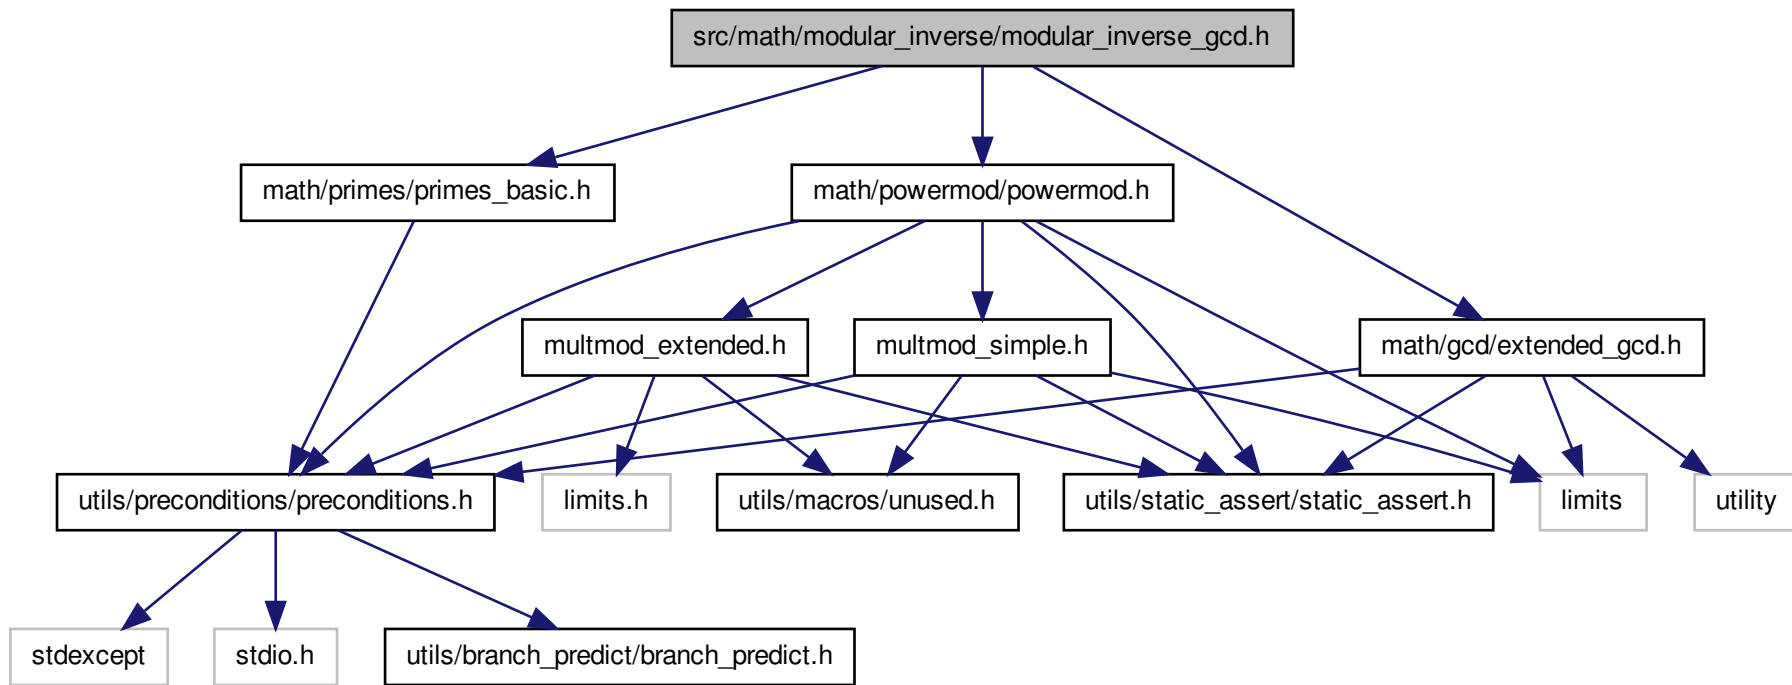 src/math/modular_inverse/modular_inverse_gcd.h
math/primes/primes_basic.h
math/powermod/powermod.h
multmod_extended.h
multmod_simple.h
math/gcd/extended_gcd.h
utils/preconditions/preconditions.h
limits.h
utils/macros/unused.h
utils/static_assert/static_assert.h
limits
utility
stdexcept
stdio.h
utils/branch_predict/branch_predict.h